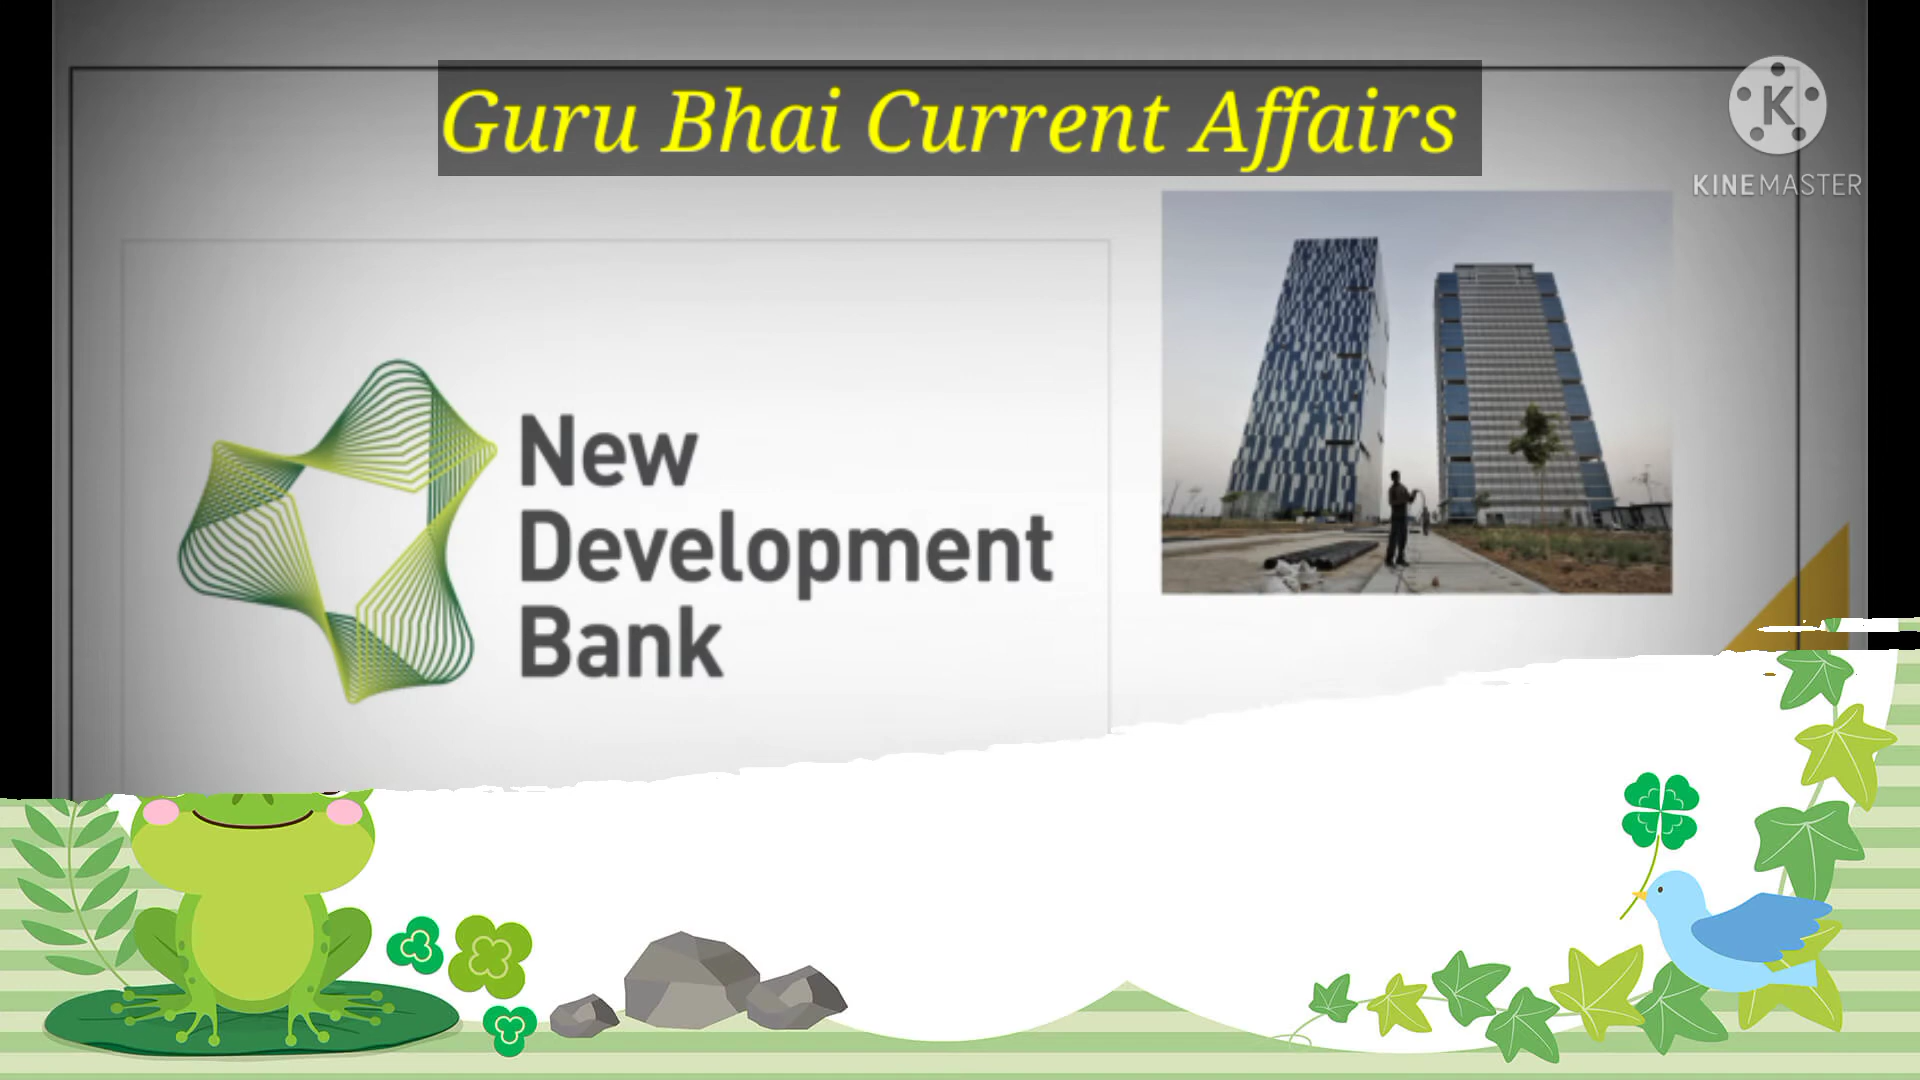 Guru Bhai Current Affairs
K
KINEMASTER
New
Development
Bank